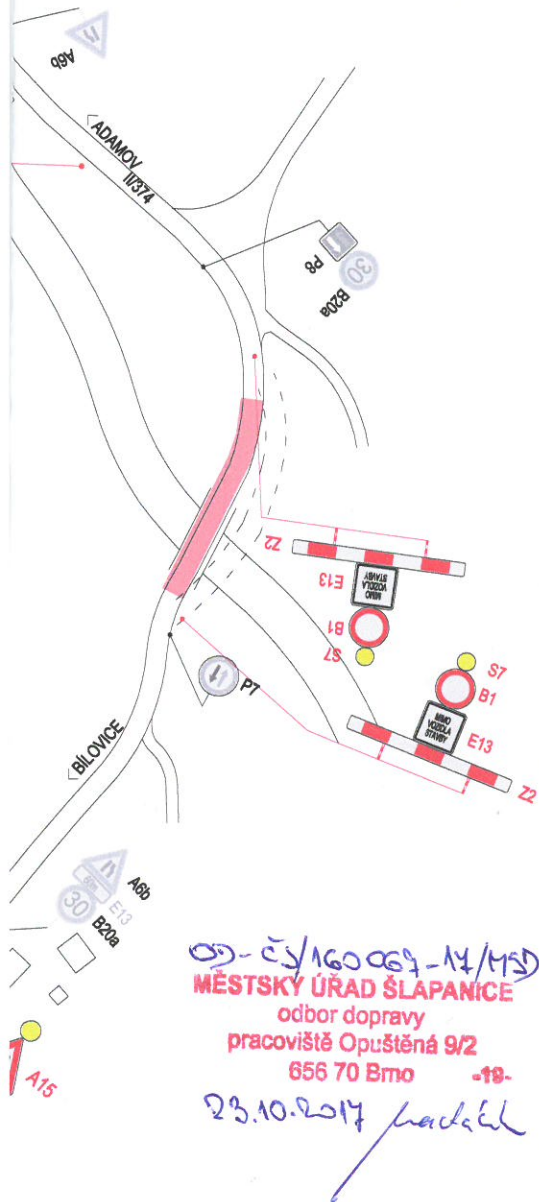 A6b
ADAMOV
II/374
P8
30
B20a
Z2
E13
MIMO
VOZIDLA
STAVBY
B1
S7
S7
B1
MIMO
VOZIDLA
STAVBY
E13
Z2
P7
BÍLOVICE
A6b
E13
30
B20a
A15
OD-ČJ/160069-17/MSD
MĚSTSKÝ ÚŘAD ŠLAPANICE
odbor dopravy
pracoviště Opuštěná 9/2
656 70 Brno -19-
23.10.2017